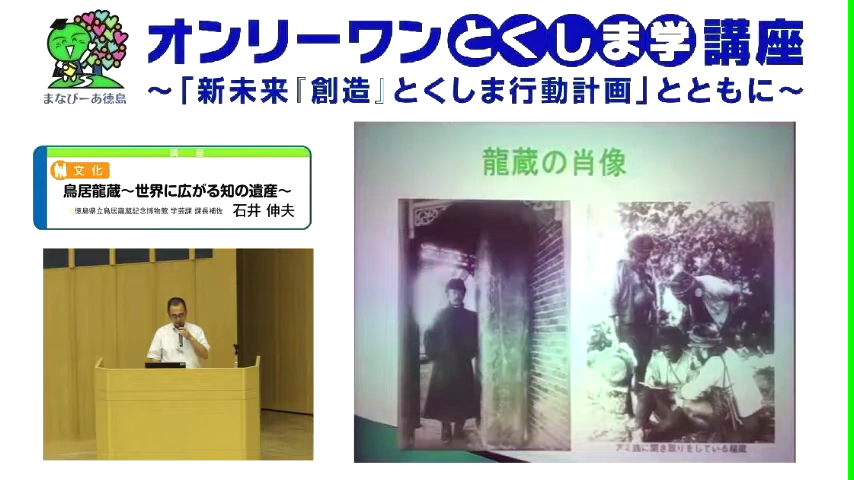 オンリーワンとくしま学講座
～「新未来『創造』とくしま行動計画」とともに～
まなびーあ徳島
講 座
文 化
鳥居龍蔵～世界に広がる知の遺産～
徳島県立鳥居龍蔵記念博物館 学芸課 課長補佐 石井 伸夫
龍蔵の肖像
アミ族に聞き取りをしている龍蔵